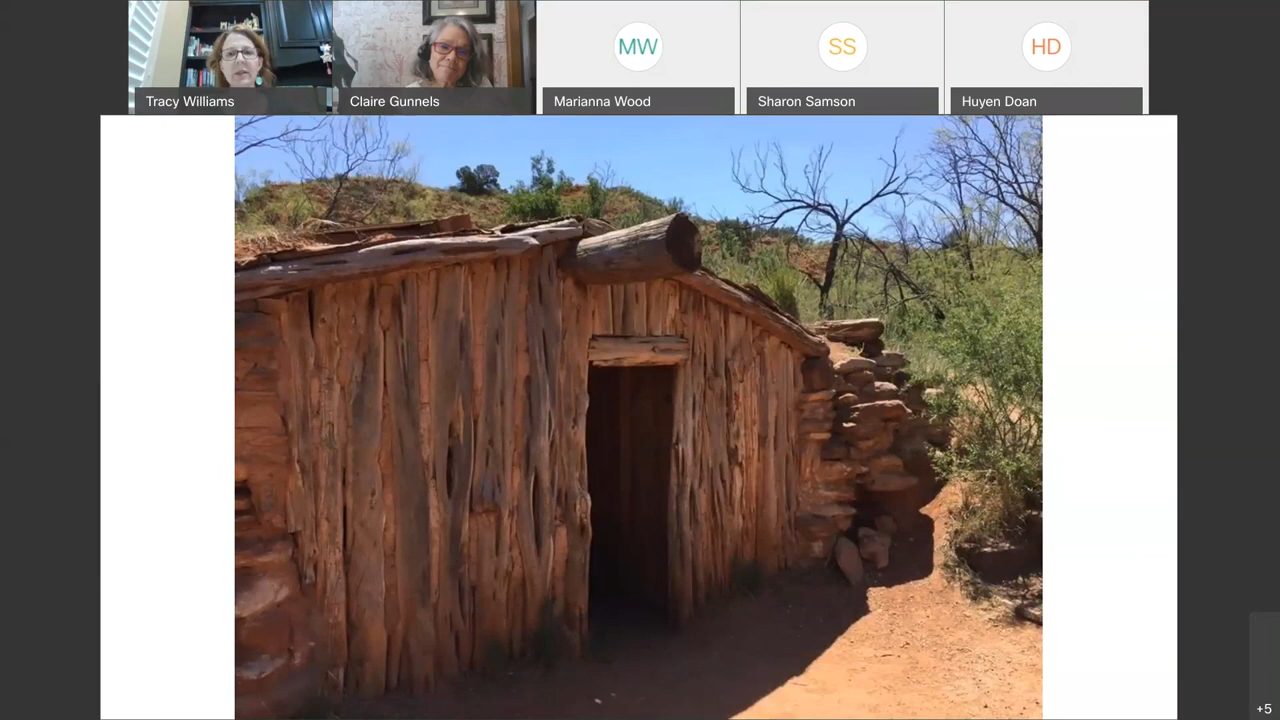 MW
SS
HD
Tracy Williams
Claire Gunnels
Marianna Wood
Sharon Samson
Huyen Doan
+5